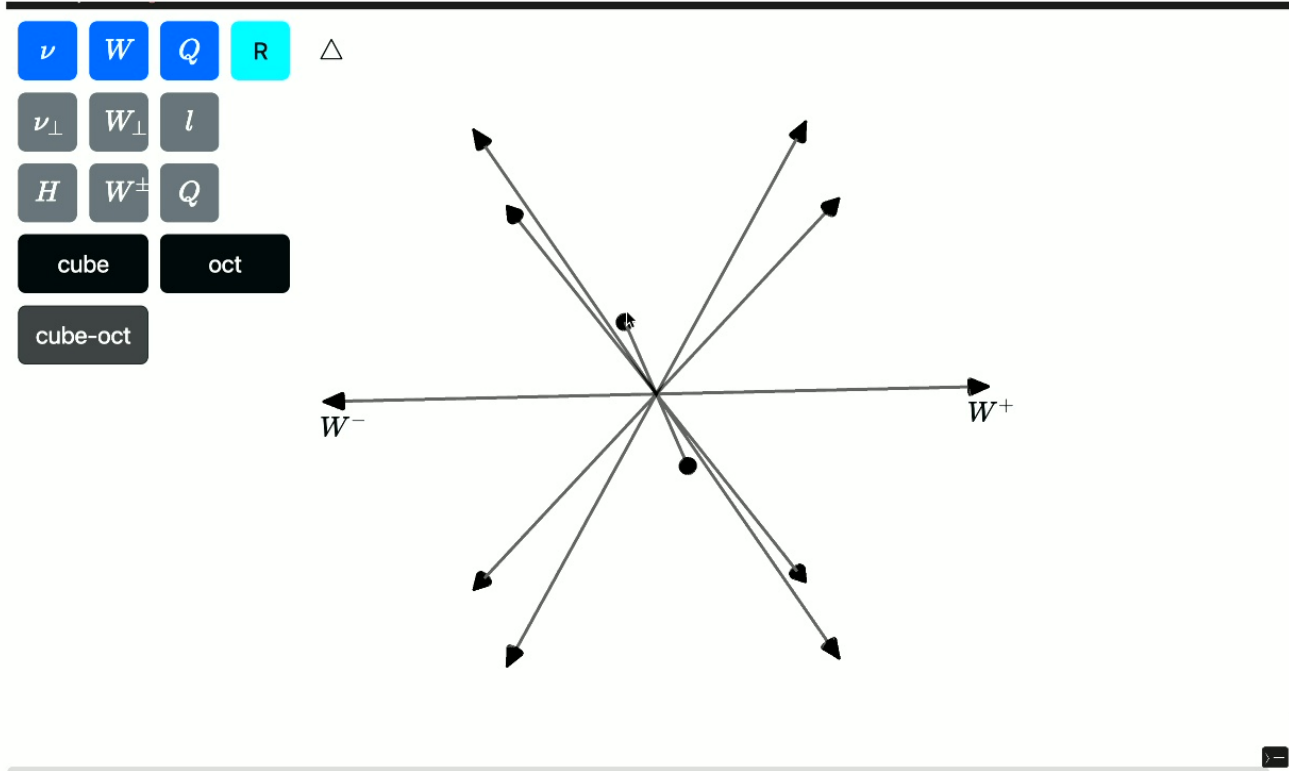 ν W Q R △
ν⊥ W⊥ l
H W± Q
cube oct
cube-oct
W− W+